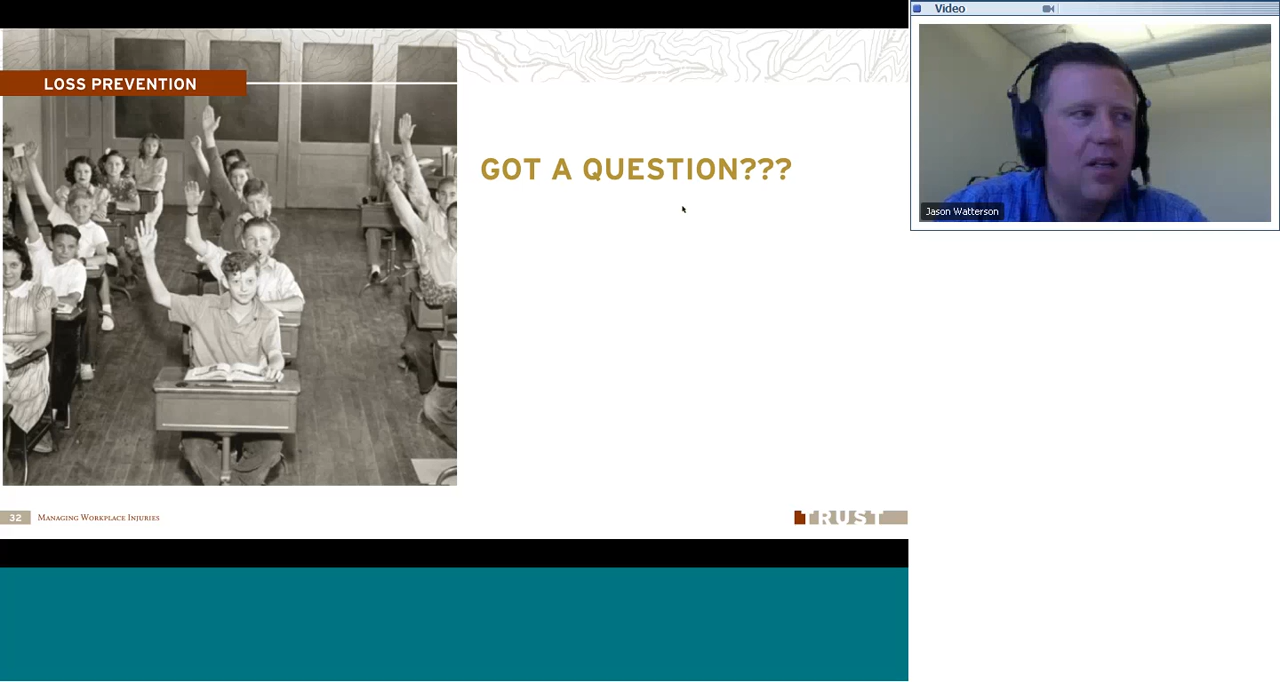 LOSS PREVENTION
GOT A QUESTION???
32 Managing Workplace Injuries
TRUST
Video
Jason Watterson